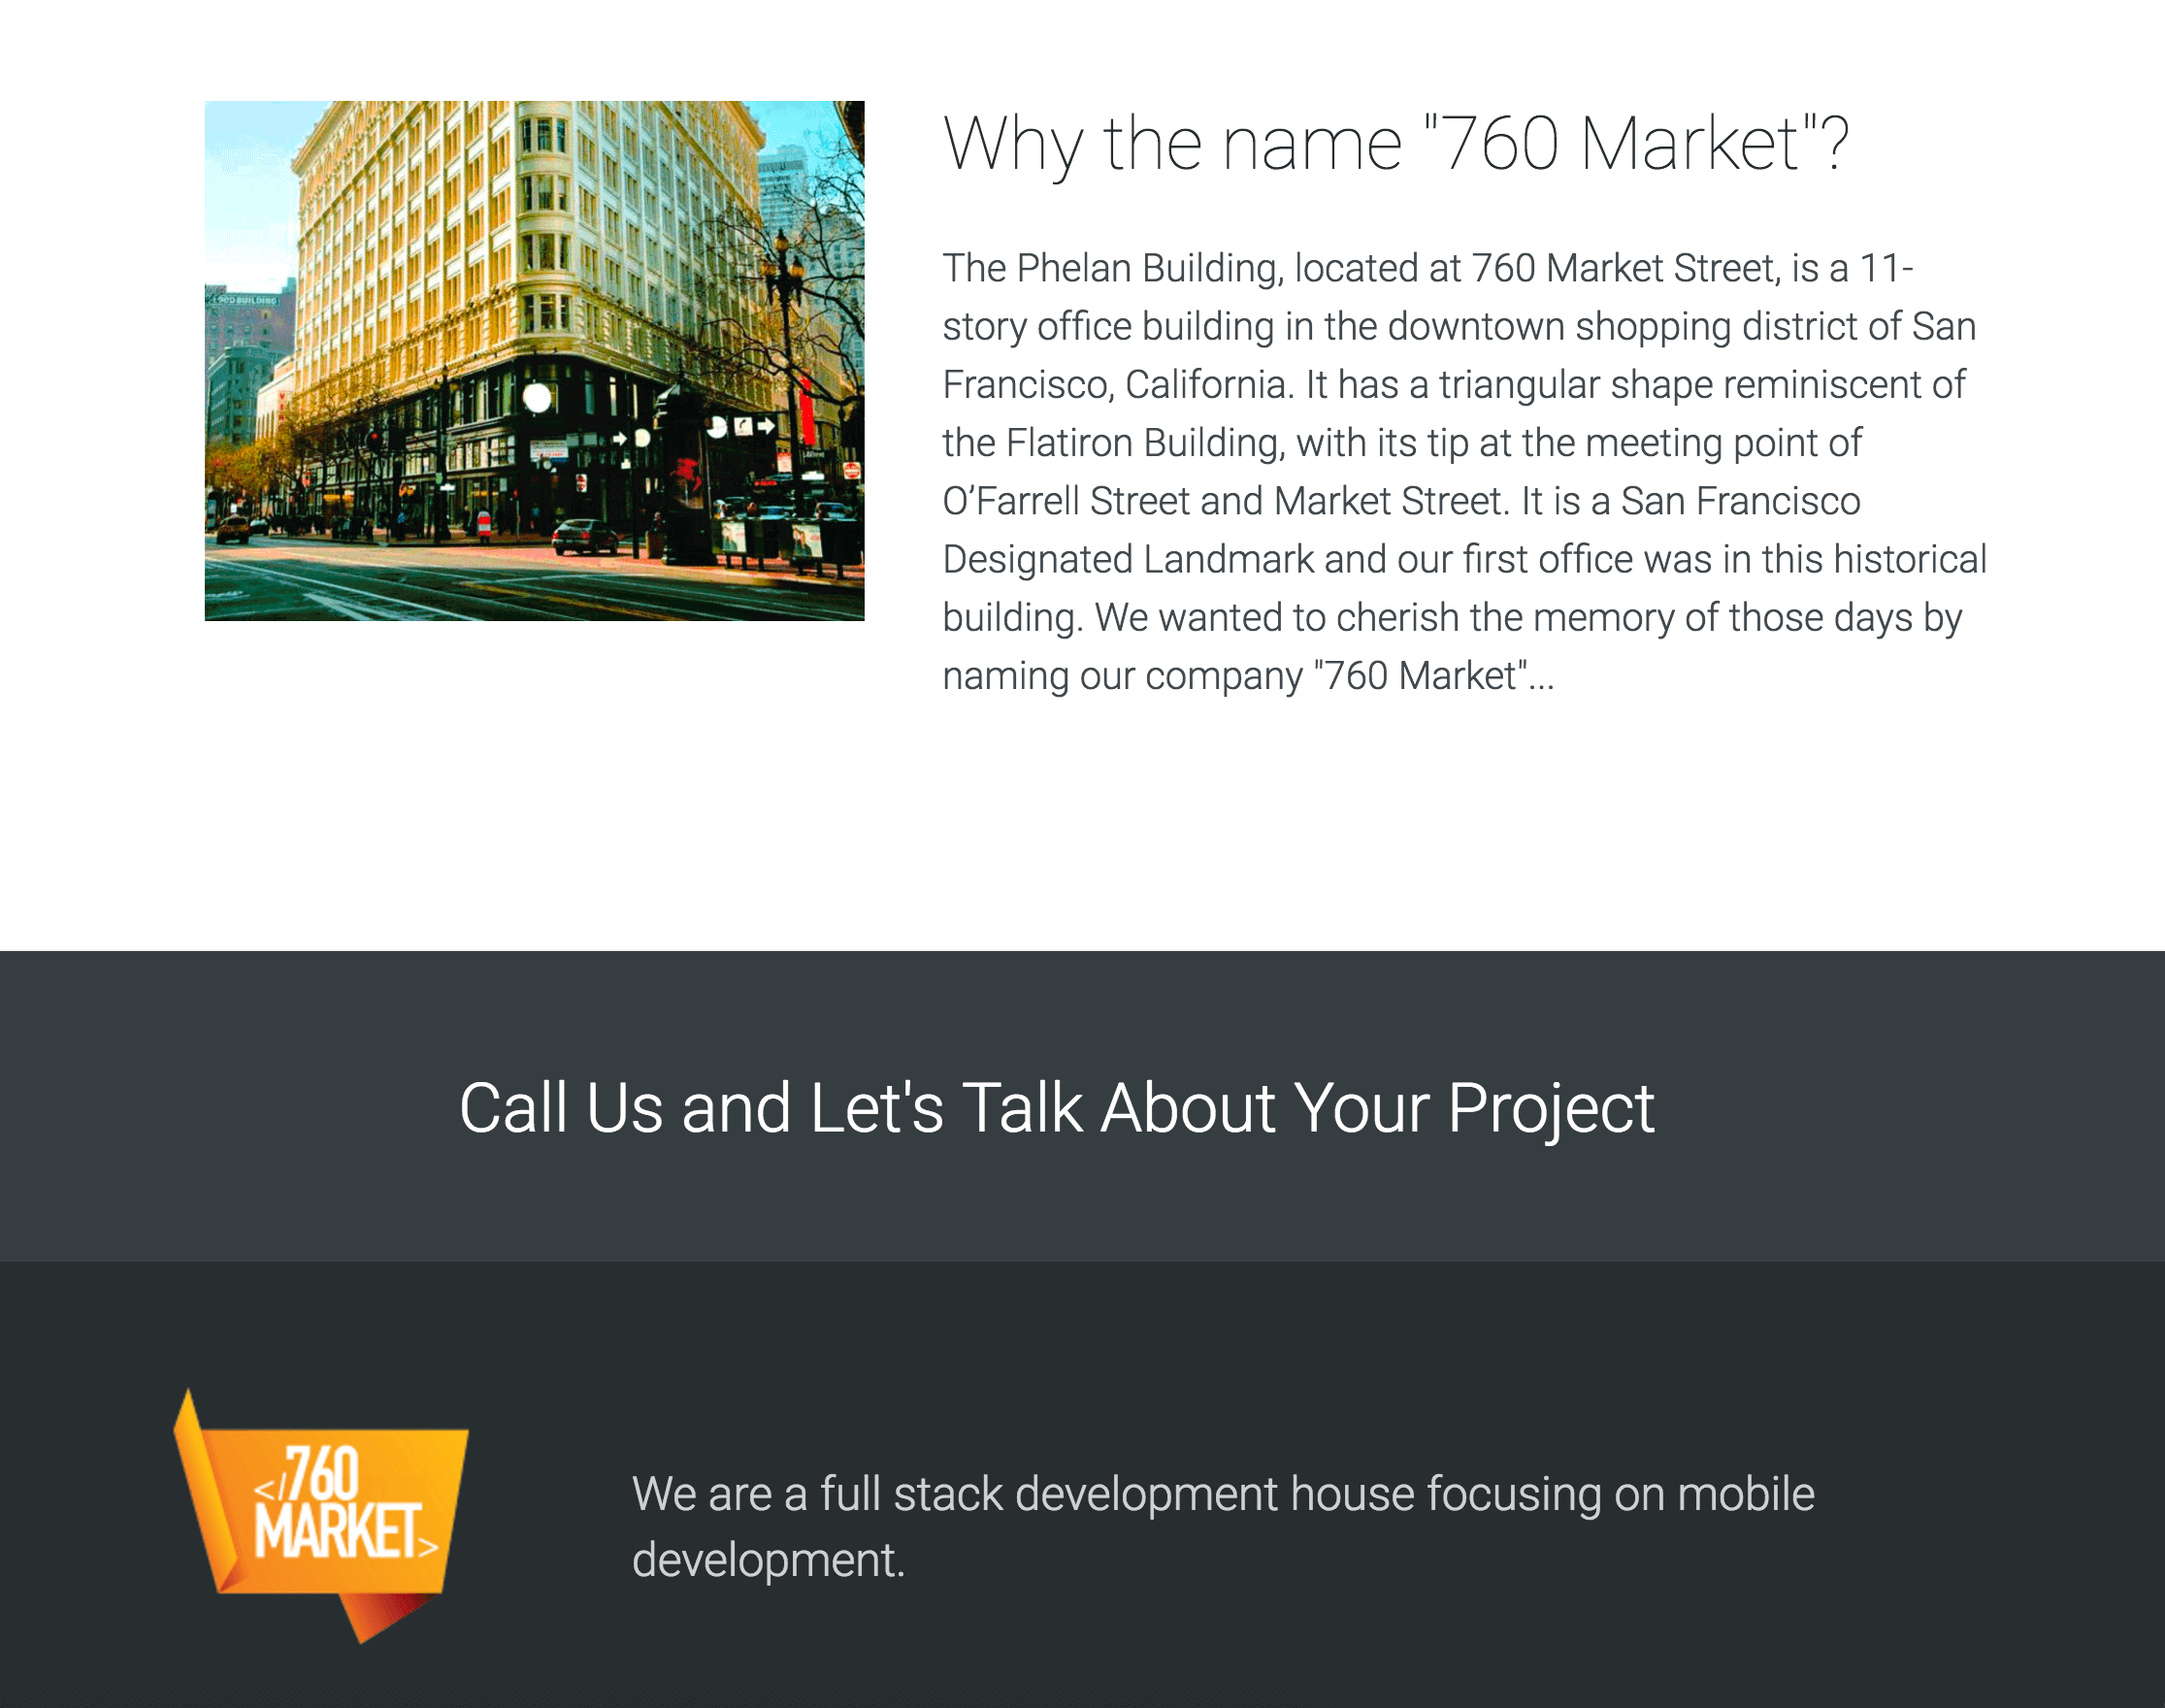 Why the name "760 Market"?
The Phelan Building, located at 760 Market Street, is a 11-
story office building in the downtown shopping district of San
Francisco, California. It has a triangular shape reminiscent of
the Flatiron Building, with its tip at the meeting point of
O’Farrell Street and Market Street. It is a San Francisco
Designated Landmark and our first office was in this historical
building. We wanted to cherish the memory of those days by
naming our company "760 Market"...
Call Us and Let's Talk About Your Project
</760
MARKET>
We are a full stack development house focusing on mobile
development.